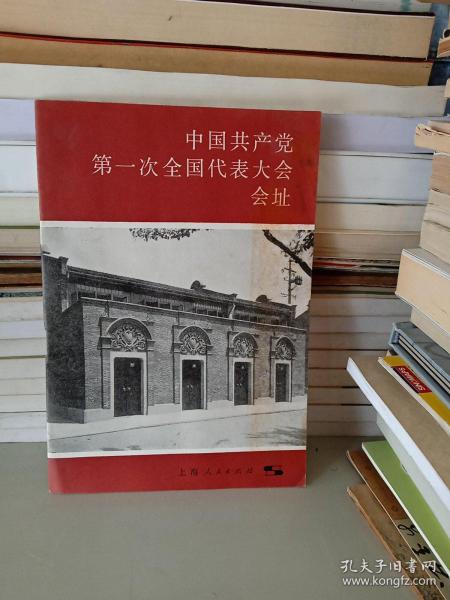 中国共产党
第一次全国代表大会
会址
上海人民出版社
孔夫子旧书网
www.kongfz.com